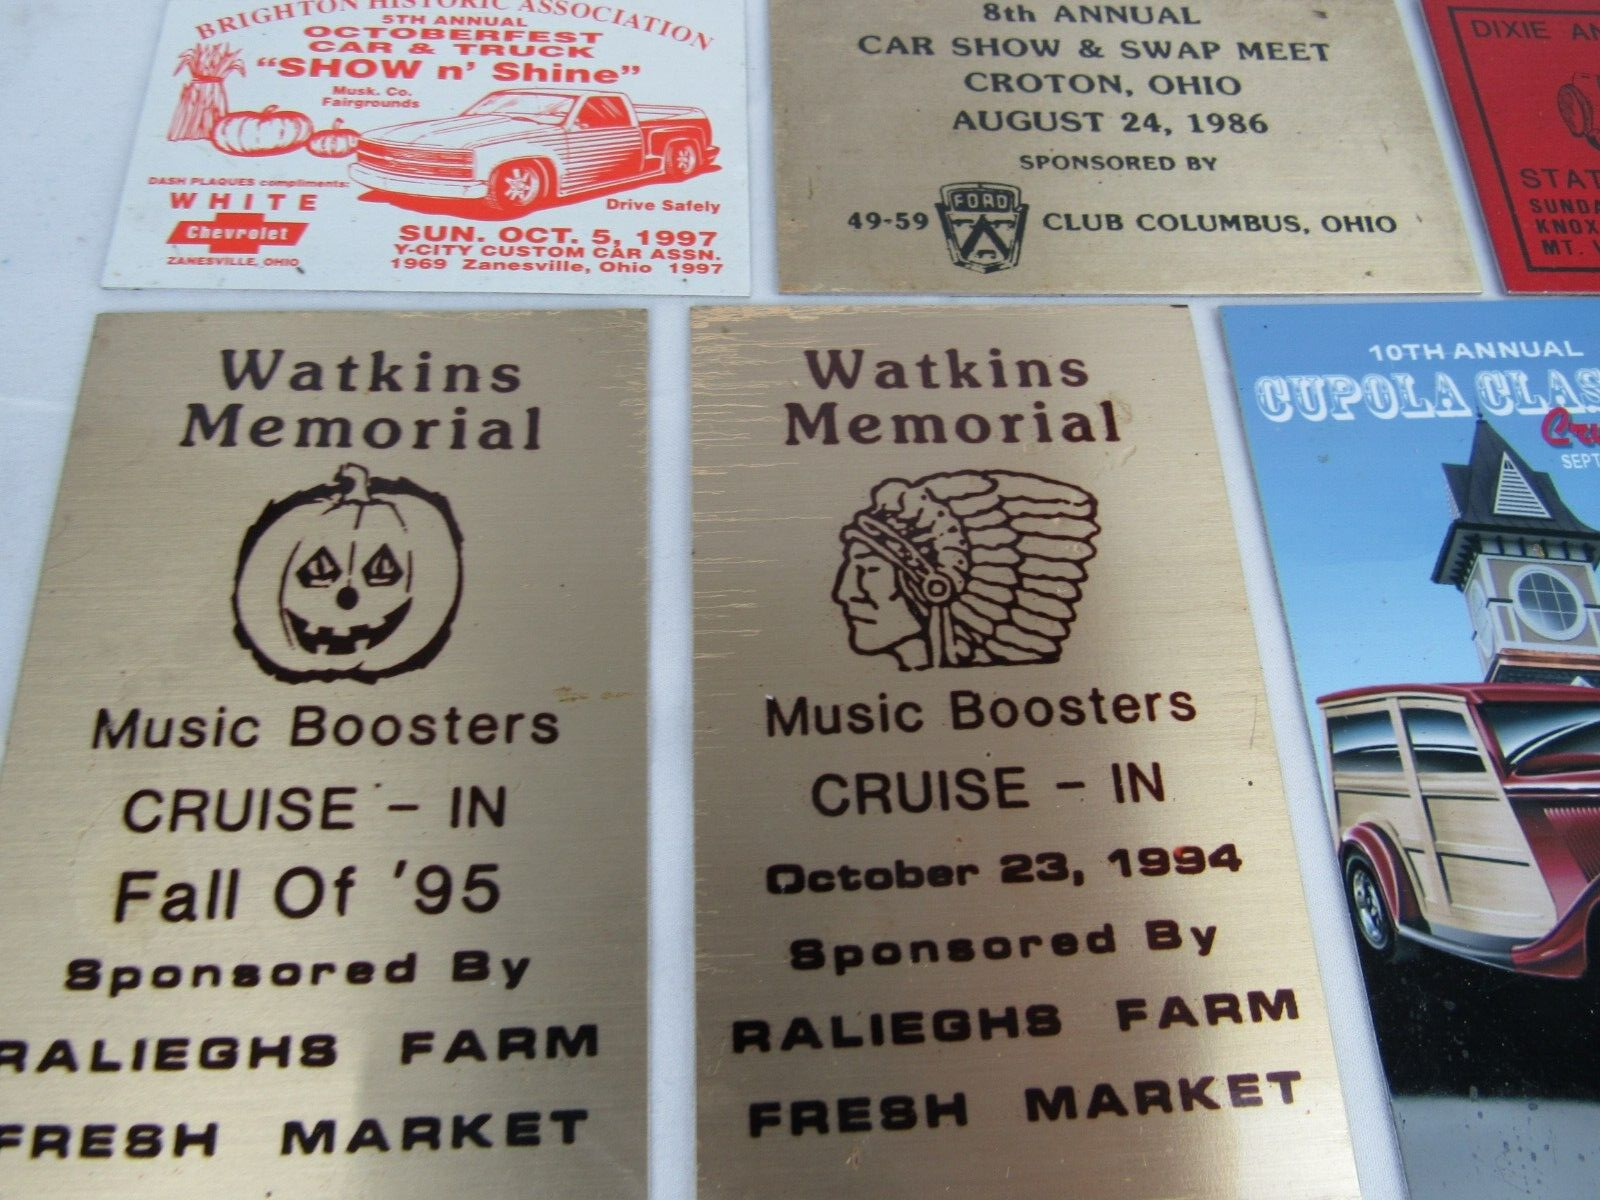 BRIGHTON HISTORIC ASSOCIATION
5TH ANNUAL
OCTOBERFEST
CAR & TRUCK
"SHOW n' Shine"
Musk. Co.
Fairgrounds
DASH PLAQUES compliments:
WHITE
Chevrolet
ZANESVILLE, OHIO
Drive Safely
SUN. OCT. 5, 1997
Y-CITY CUSTOM CAR ASSN.
1969 Zanesville, Ohio 1997
8th ANNUAL
CAR SHOW & SWAP MEET
CROTON, OHIO
AUGUST 24, 1986
SPONSORED BY
49-59 FORD CLUB COLUMBUS, OHIO
DIXIE
MT.
Watkins
Memorial
Music Boosters
CRUISE - IN
Fall Of '95
Sponsored By
RALIEGHS FARM
FRESH MARKET
Watkins
Memorial
Music Boosters
CRUISE - IN
October 23, 1994
Sponsored By
RALIEGHS FARM
FRESH MARKET
10TH ANNUAL
CUPOLA
SEPT